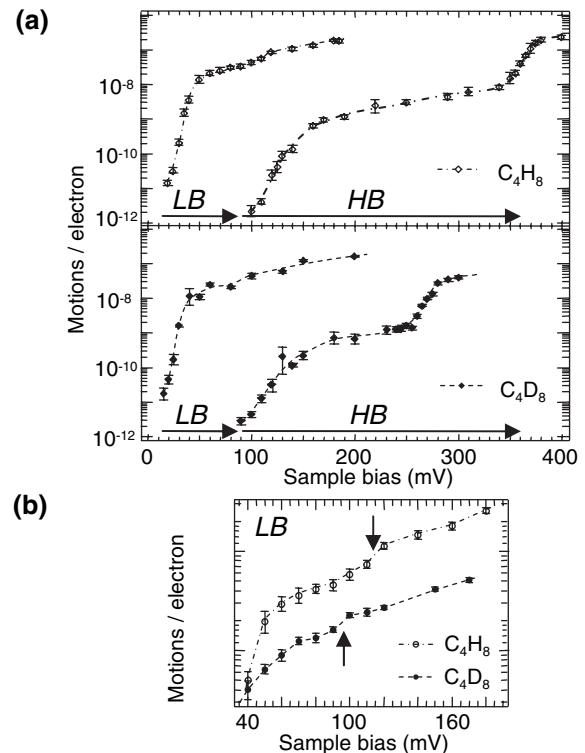 (a)
10-8
10-10
10-12
C4H8
LB
HB
Motions / electron
10-8
10-10
10-12
C4D8
LB
HB
0 100 200 300 400
Sample bias (mV)
(b)
LB
Motions / electron
C4H8
C4D8
40 100 160
Sample bias (mV)